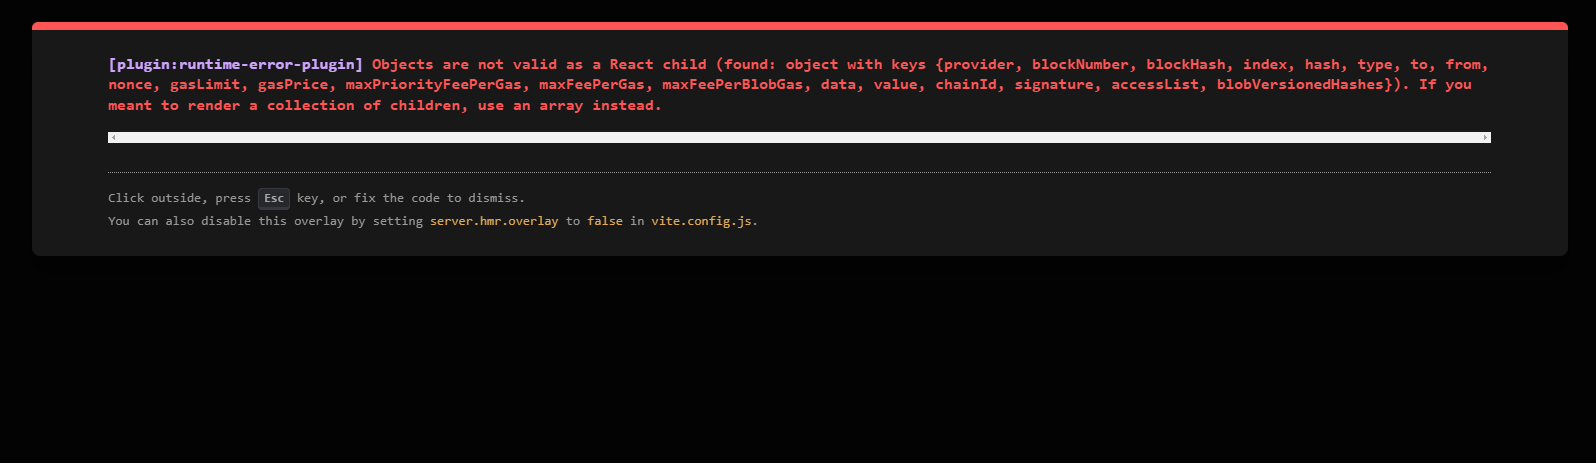 [plugin:runtime-error-plugin] Objects are not valid as a React child (found: object with keys {provider, blockNumber, blockHash, index, hash, type, to, from,
nonce, gasLimit, gasPrice, maxPriorityFeePerGas, maxFeePerGas, maxFeePerBlobGas, data, value, chainId, signature, accessList, blobVersionedHashes}). If you
meant to render a collection of children, use an array instead.
Click outside, press Esc key, or fix the code to dismiss.
You can also disable this overlay by setting server.hmr.overlay to false in vite.config.js.